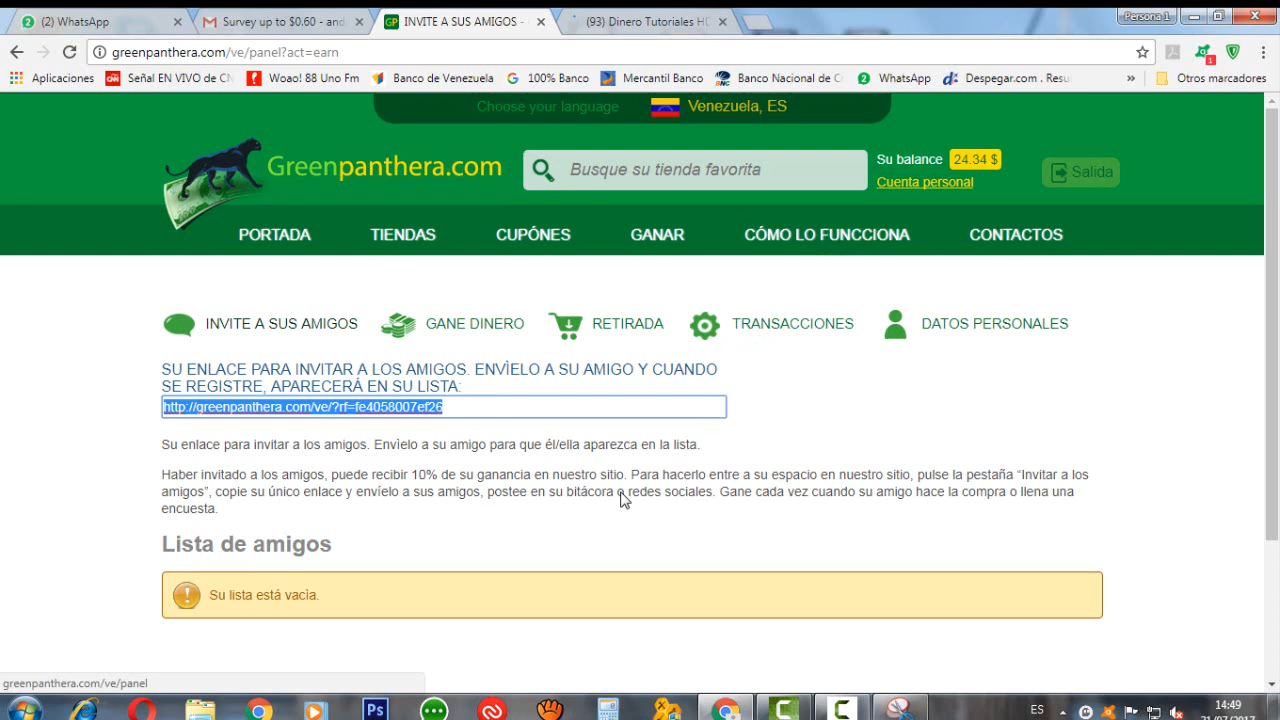 (2) WhatsApp
Survey up to $0.60 - and
INVITE A SUS AMIGOS -
(93) Dinero Tutoriales HD
Persona 1
greenpanthera.com/ve/panel?act=earn
Aplicaciones
Señal EN VIVO de CN
Woao! 88 Uno Fm
Banco de Venezuela
100% Banco
Mercantil Banco
Banco Nacional de C
WhatsApp
Despegar.com . Resu
Otros marcadores
Choose your language
Venezuela, ES
Greenpanthera.com
Busque su tienda favorita
Su balance 24.34 $
Cuenta personal
Salida
PORTADA
TIENDAS
CUPÓNES
GANAR
CÓMO LO FUNCCIONA
CONTACTOS
INVITE A SUS AMIGOS
GANE DINERO
RETIRADA
TRANSACCIONES
DATOS PERSONALES
SU ENLACE PARA INVITAR A LOS AMIGOS. ENVÌELO A SU AMIGO Y CUANDO
SE REGISTRE, APARECERÁ EN SU LISTA:
http://greenpanthera.com/ve/?rf=fe4058007ef26
Su enlace para invitar a los amigos. Envìelo a su amigo para que él/ella aparezca en la lista.
Haber invitado a los amigos, puede recibir 10% de su ganancia en nuestro sitio. Para hacerlo entre a su espacio en nuestro sitio, pulse la pestaña “Invitar a los
amigos”, copie su único enlace y envíelo a sus amigos, postee en su bitácora o redes sociales. Gane cada vez cuando su amigo hace la compra o llena una
encuesta.
Lista de amigos
Su lista está vacìa.
greenpanthera.com/ve/panel
ES
14:49
21/07/2017